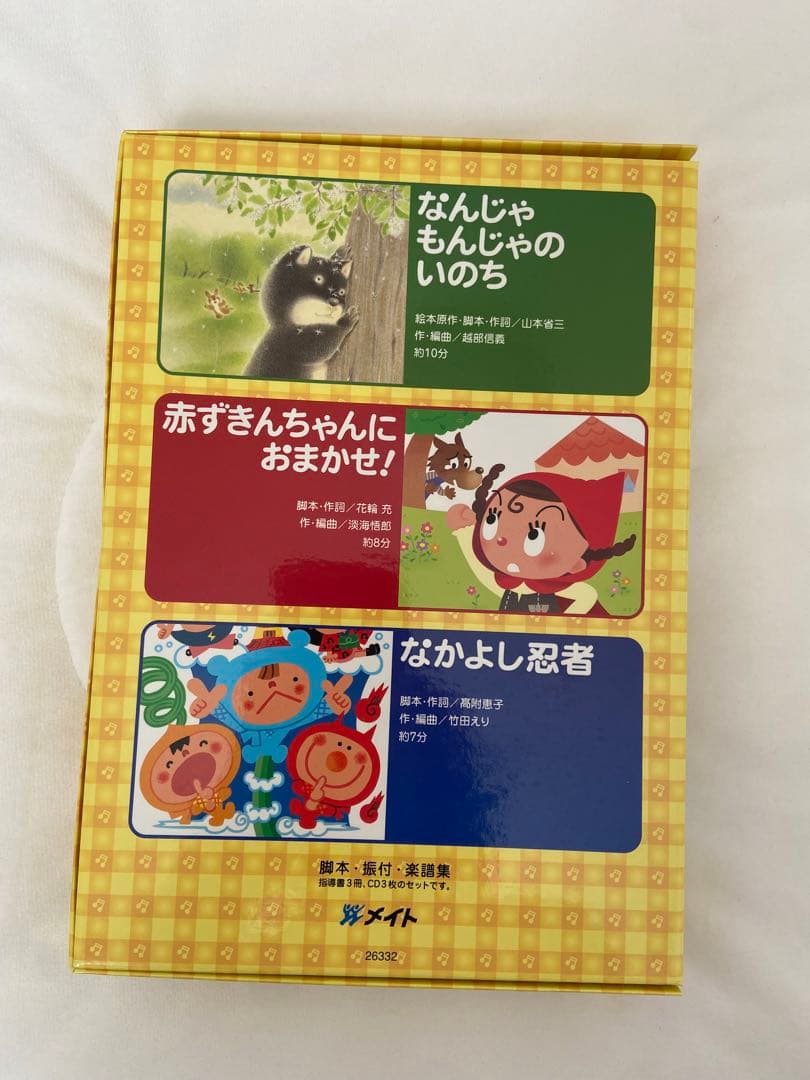 なんじゃ
もんじゃの
いのち
絵本原作・脚本・作詞／山本省三
作・編曲／越部信義
約10分
赤ずきんちゃんに
おまかせ！
脚本・作詞／花輪 充
作・編曲／淡海悟郎
約8分
なかよし忍者
脚本・作詞／髙附恵子
作・編曲／竹田えり
約7分
脚本・振付・楽譜集
指導書3冊、CD3枚のセットです。
メイト
26332